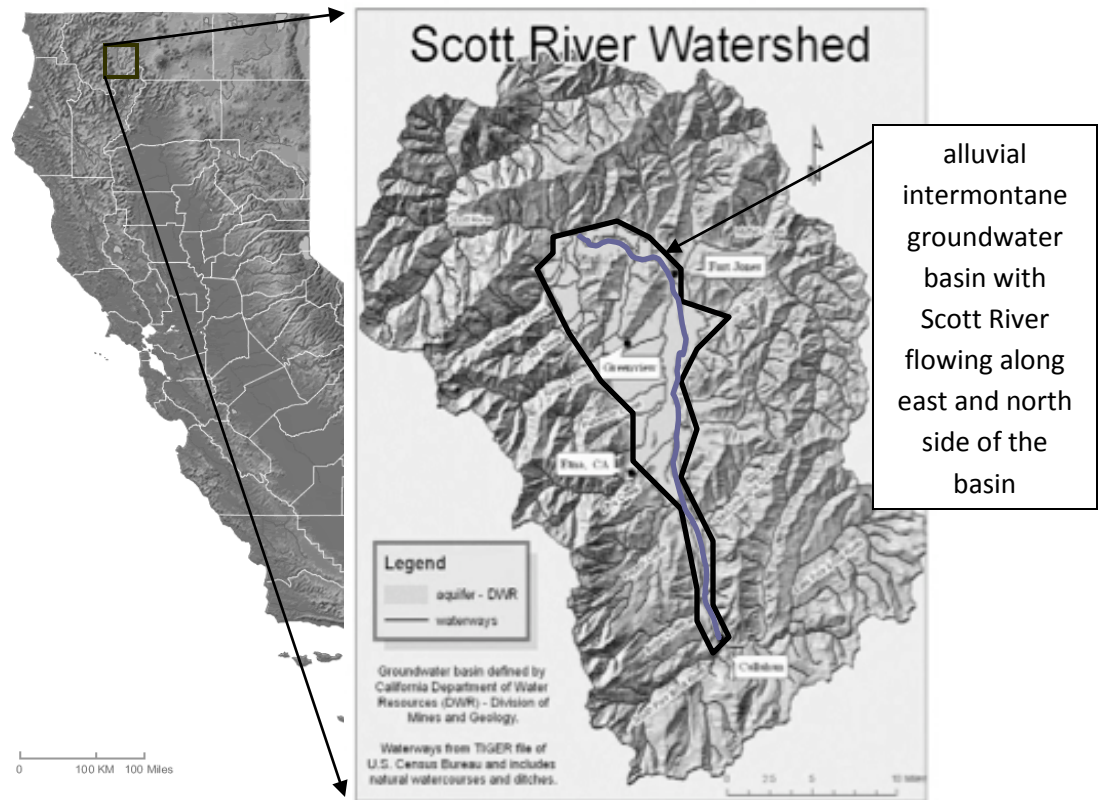 Scott River Watershed
alluvial
intermontane
groundwater
basin with
Scott River
flowing along
east and north
side of the
basin
Fort Jones
Greenview
Etna, CA
Callahan
Legend
aquifer - DWR
waterways
Groundwater basin defined by
California Department of Water
Resources (DWR) - Division of
Mines and Geology.
Waterways from TIGER file of
U.S. Census Bureau and includes
natural watercourses and ditches.
0 100 KM 100 Miles
0 2.5 5 10 Miles